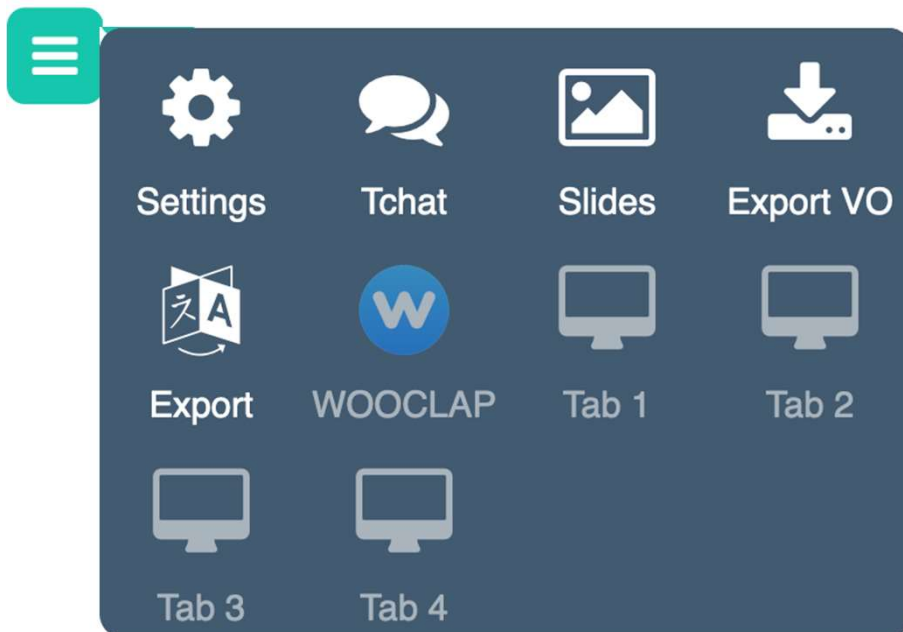 Settings Tchat Slides Export VO
Export WOOCLAP Tab 1 Tab 2
Tab 3 Tab 4